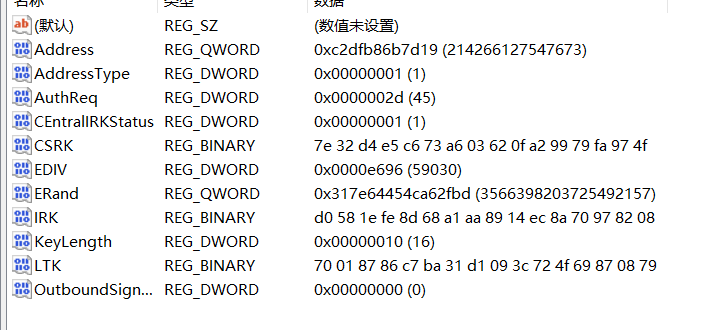 名称 类型 数据
(默认) REG_SZ (数值未设置)
Address REG_QWORD 0xc2dfb86b7d19 (214266127547673)
AddressType REG_DWORD 0x00000001 (1)
AuthReq REG_DWORD 0x0000002d (45)
CEntralIRKStatus REG_DWORD 0x00000001 (1)
CSRK REG_BINARY 7e 32 d4 e5 c6 73 a6 03 62 0f a2 99 79 fa 97 4f
EDIV REG_DWORD 0x0000e696 (59030)
ERand REG_QWORD 0x317e64454ca62fbd (3566398203725492157)
IRK REG_BINARY d0 58 1e fe 8d 68 a1 aa 89 14 ec 8a 70 97 82 08
KeyLength REG_DWORD 0x00000010 (16)
LTK REG_BINARY 70 01 87 86 c7 ba 31 d1 09 3c 72 4f 69 87 08 79
OutboundSign... REG_DWORD 0x00000000 (0)